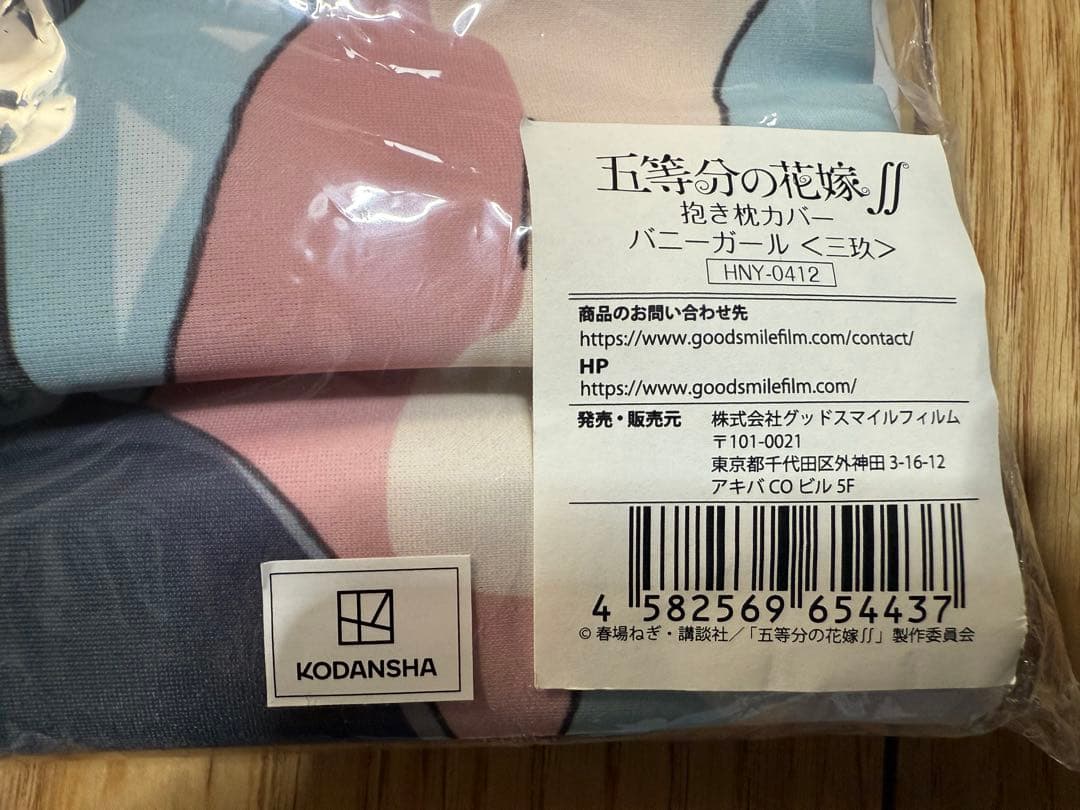 五等分の花嫁∬
抱き枕カバー
バニーガール＜三玖＞
HNY-0412
商品のお問い合わせ先
https://www.goodsmilefilm.com/contact/
HP
https://www.goodsmilefilm.com/
発売・販売元 株式会社グッドスマイルフィルム
〒101-0021
東京都千代田区外神田 3-16-12
アキバ CO ビル 5F
4 582569 654437
© 春場ねぎ・講談社／「五等分の花嫁∬」製作委員会
KODANSHA